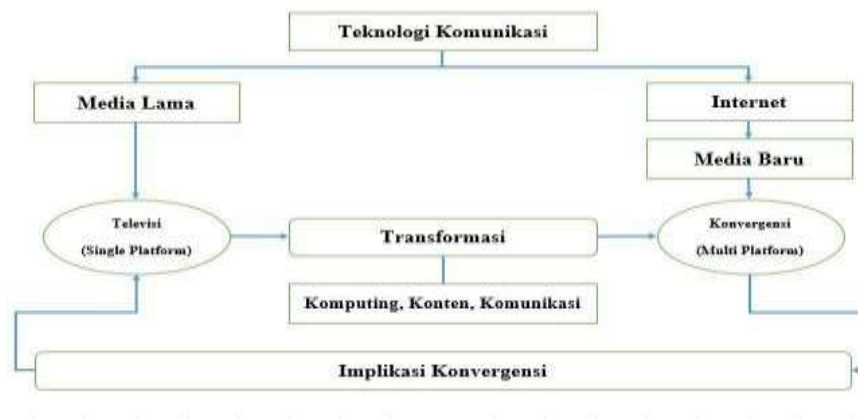 Teknologi Komunikasi
Media Lama
Internet
Media Baru
Televisi
(Single Platform)
Transformasi
Konvergensi
(Multi Platform)
Komputing, Konten, Komunikasi
Implikasi Konvergensi